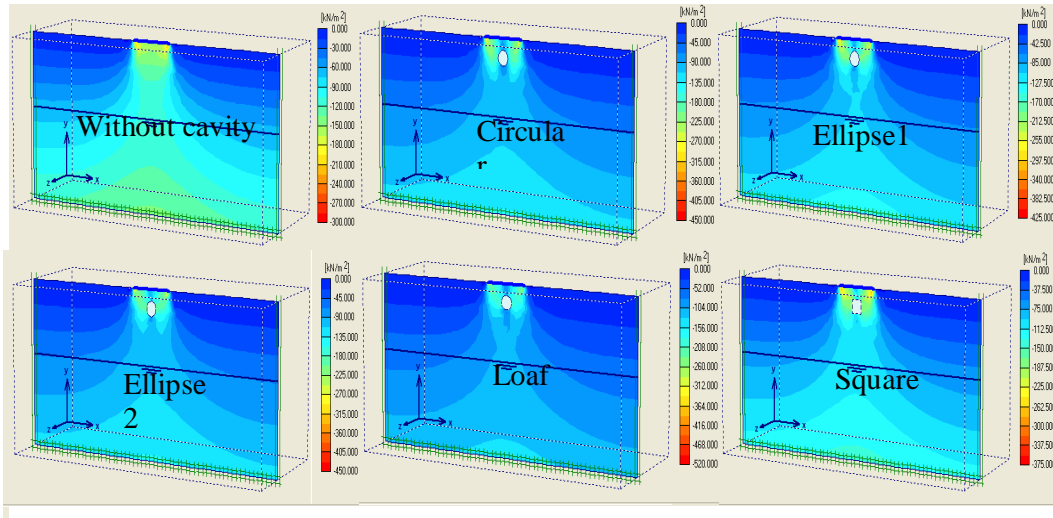 [kN/m²]
0.000
-30.000
-60.000
-90.000
-120.000
-150.000
-180.000
-210.000
-240.000
-270.000
-300.000
Without cavity
y
z
x
[kN/m²]
0.000
-45.000
-90.000
-135.000
-180.000
-225.000
-270.000
-315.000
-360.000
-405.000
-450.000
Circula
r
y
z
x
[kN/m²]
0.000
-42.500
-85.000
-127.500
-170.000
-212.500
-255.000
-297.500
-340.000
-382.500
-425.000
Ellipse1
y
z
x
[kN/m²]
0.000
-45.000
-90.000
-135.000
-180.000
-225.000
-270.000
-315.000
-360.000
-405.000
-450.000
Ellipse
2
y
z
x
[kN/m²]
0.000
-52.000
-104.000
-156.000
-208.000
-260.000
-312.000
-364.000
-416.000
-468.000
-520.000
Loaf
y
z
x
[kN/m²]
0.000
-37.500
-75.000
-112.500
-150.000
-187.500
-225.000
-262.500
-300.000
-337.500
-375.000
Square
y
z
x